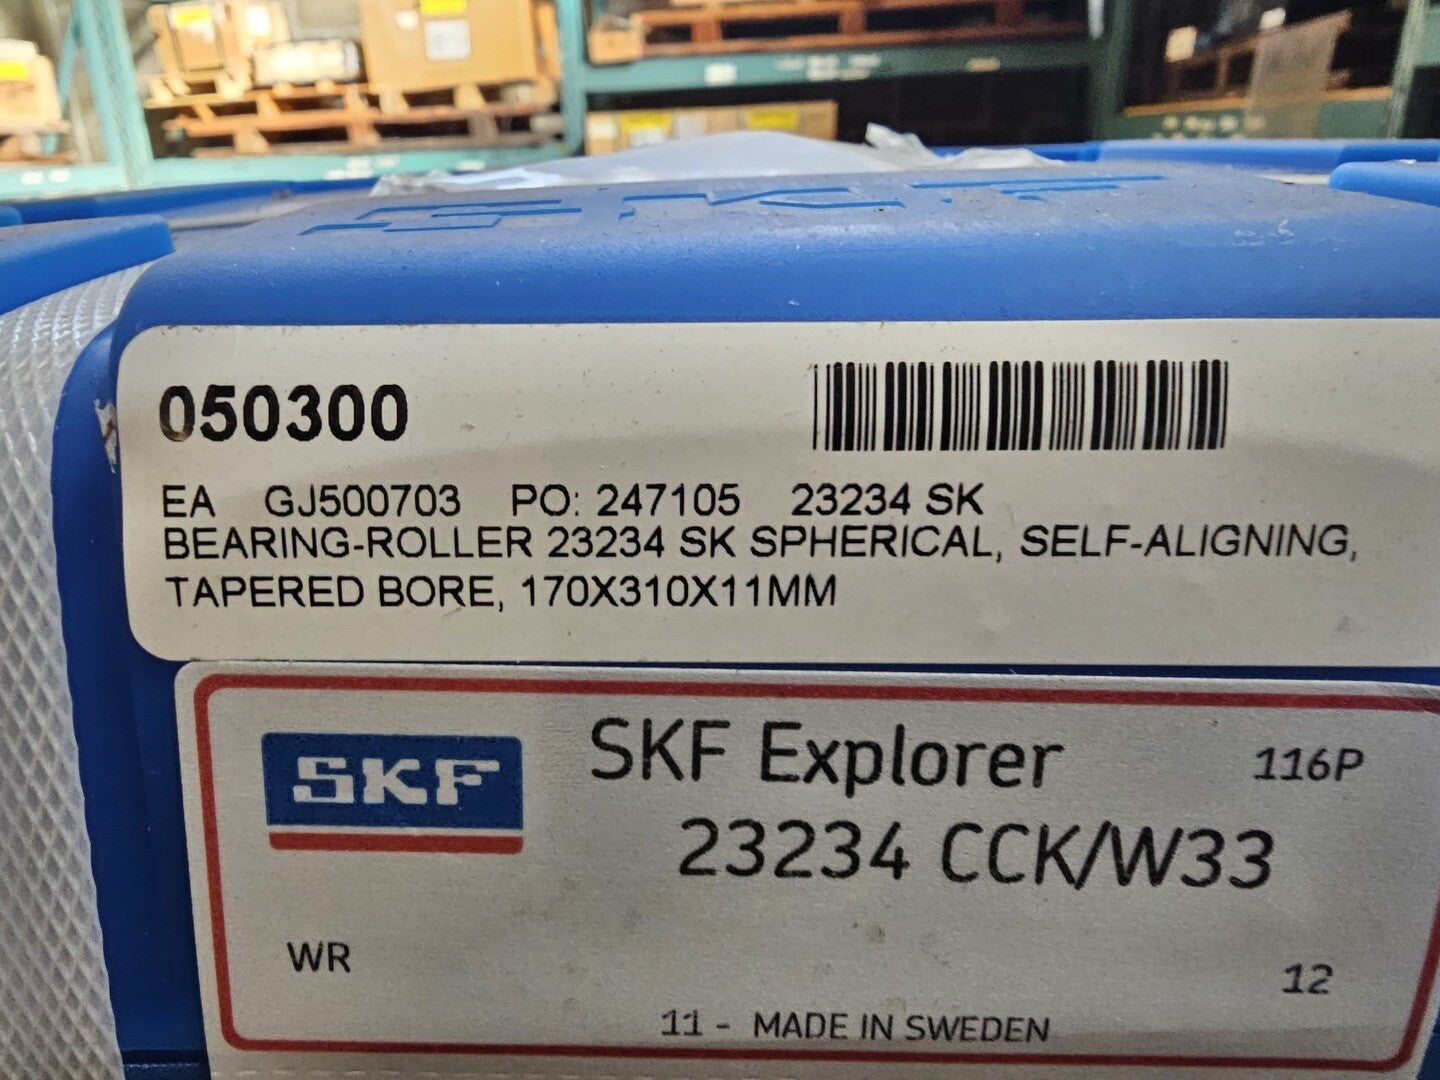 SKF
050300
EA GJ500703 PO: 247105 23234 SK
BEARING-ROLLER 23234 SK SPHERICAL, SELF-ALIGNING,
TAPERED BORE, 170X310X11MM
SKF
SKF Explorer
116P
23234 CCK/W33
WR
12
11 - MADE IN SWEDEN